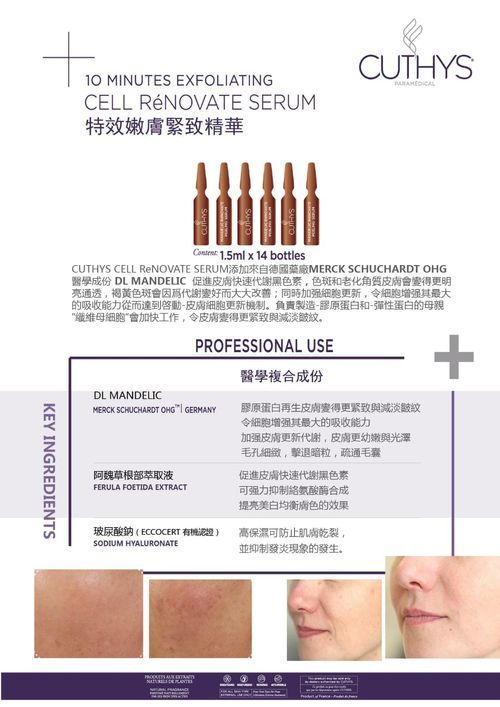 CUTHYS
PARAMÉDICAL
10 MINUTES EXFOLIATING
CELL RéNOVATE SERUM
特效嫩膚緊致精華
Content: 1.5ml x 14 bottles
CUTHYS CELL ReNOVATE SERUM添加來自德國藥廠MERCK SCHUCHARDT OHG
醫學成份 DL MANDELIC 促進皮膚快速代謝黑色素，色斑和老化角質皮膚會變得更明
亮通透，褐黃色斑會因爲代謝變好而大大改善；同時加强細胞更新，令細胞增强其最大
的吸收能力從而達到啓動-皮膚細胞更新機制。負責製造-膠原蛋白和-彈性蛋白的母親
"纖維母細胞"會加快工作，令皮膚變得更緊致與減淡皺紋。
PROFESSIONAL USE
醫學複合成份
KEY INGREDIENTS
DL MANDELIC
MERCK SCHUCHARDT OHG™| GERMANY
膠原蛋白再生皮膚變得更緊致與減淡皺紋
令細胞增强其最大的吸收能力
加强皮膚更新代謝，皮膚更幼嫩與光澤
毛孔細緻，擊退暗粒，疏通毛囊
阿魏草根部萃取液
FERULA FOETIDA EXTRACT
促進皮膚快速代謝黑色素
可强力抑制絡氨酸酶合成
提亮美白均衡膚色的效果
玻尿酸鈉（ECCOCERT 有機認證）
SODIUM HYALURONATE
高保濕可防止肌膚乾裂，
並抑制發炎現象的發生。
PRODUITS AUX EXTRAITS
NATURELS DE PLANTES
NATURAL FRAGRANCE
Product of France - Produit de France